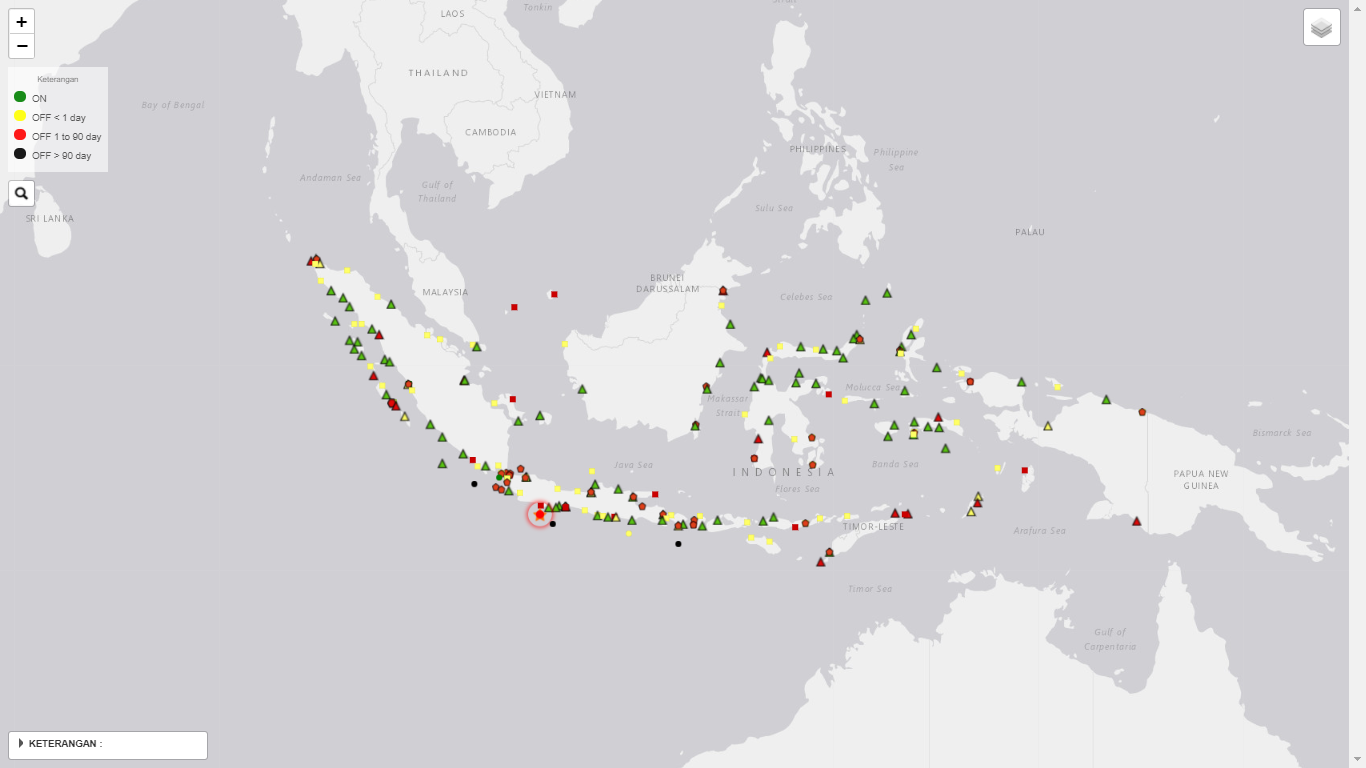 +
−
Keterangan
ON
OFF < 1 day
OFF 1 to 90 day
OFF > 90 day
LAOS
Tonkin
THAILAND
VIETNAM
Bay of Bengal
CAMBODIA
PHILIPPINES
Philippine
Sea
Andaman Sea
Gulf of
Thailand
Sulu Sea
SRI LANKA
PALAU
MALAYSIA
BRUNEI
DARUSSALAM
Celebes Sea
Molucca Sea
Makassar
Strait
Bismarck Sea
Java Sea
Banda Sea
INDONESIA
PAPUA NEW
GUINEA
Flores Sea
TIMOR-LESTE
Arafura Sea
Timor Sea
Gulf of
Carpentaria
KETERANGAN :